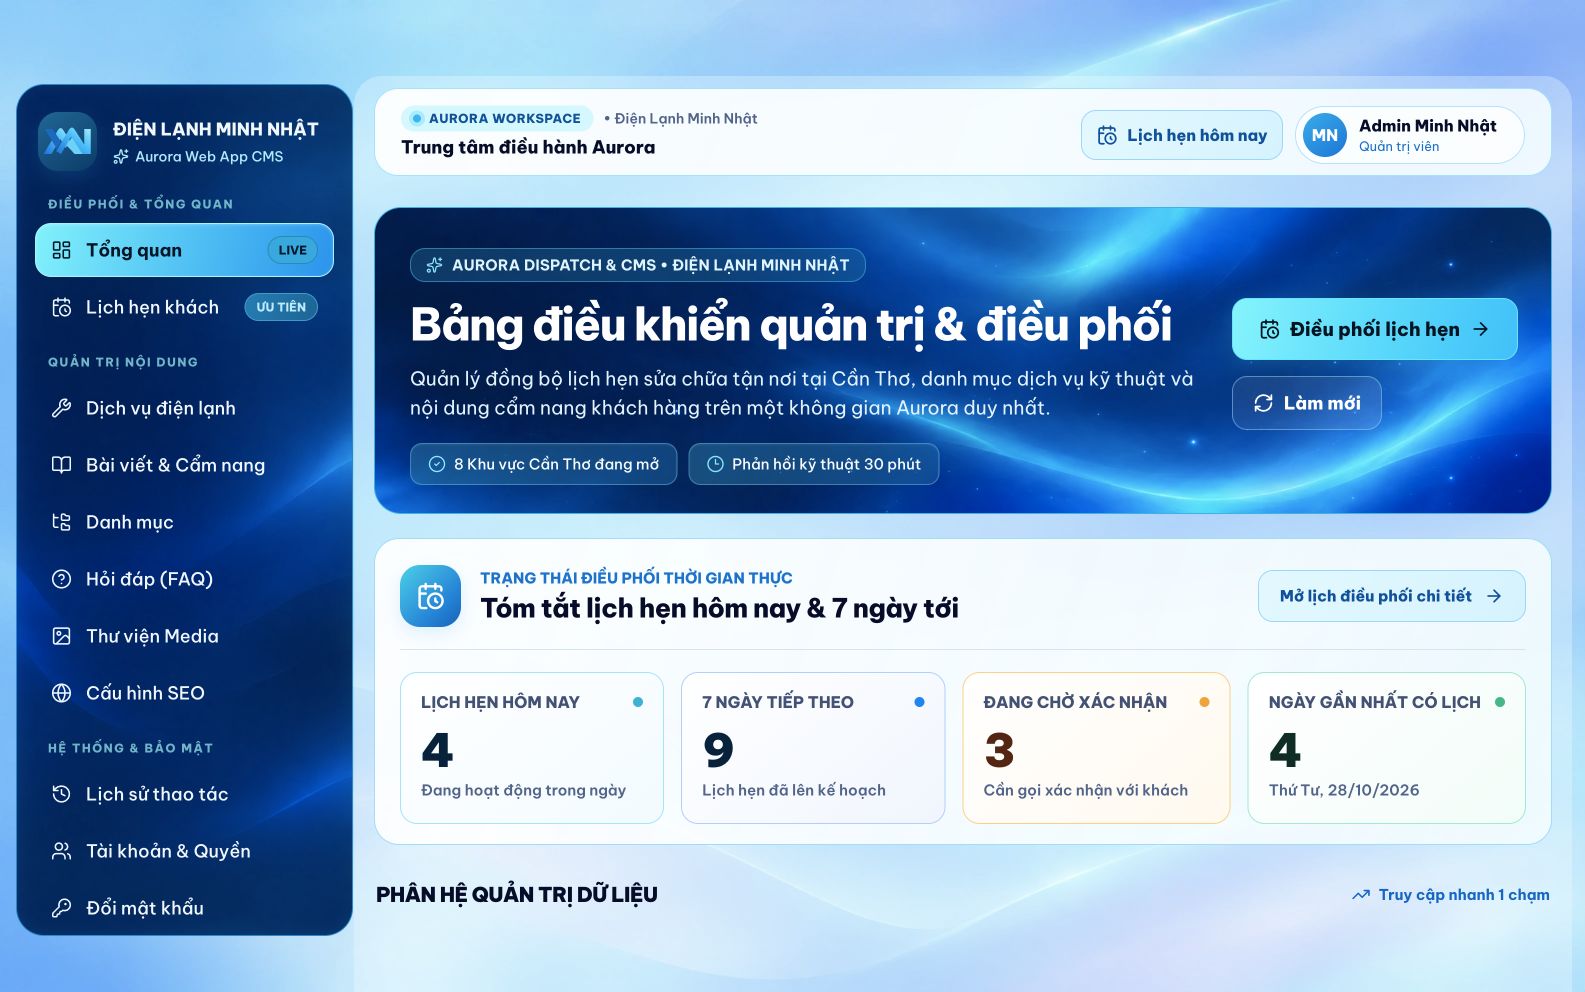 ĐIỆN LẠNH MINH NHẬT
Aurora Web App CMS
ĐIỀU PHỐI & TỔNG QUAN
Tổng quan LIVE
Lịch hẹn khách ƯU TIÊN
QUẢN TRỊ NỘI DUNG
Dịch vụ điện lạnh
Bài viết & Cẩm nang
Danh mục
Hỏi đáp (FAQ)
Thư viện Media
Cấu hình SEO
HỆ THỐNG & BẢO MẬT
Lịch sử thao tác
Tài khoản & Quyền
Đổi mật khẩu
AURORA WORKSPACE • Điện Lạnh Minh Nhật
Trung tâm điều hành Aurora
Lịch hẹn hôm nay
MN
Admin Minh Nhật
Quản trị viên
AURORA DISPATCH & CMS • ĐIỆN LẠNH MINH NHẬT
Bảng điều khiển quản trị & điều phối
Quản lý đồng bộ lịch hẹn sửa chữa tận nơi tại Cần Thơ, danh mục dịch vụ kỹ thuật và
nội dung cẩm nang khách hàng trên một không gian Aurora duy nhất.
8 Khu vực Cần Thơ đang mở
Phản hồi kỹ thuật 30 phút
Điều phối lịch hẹn
Làm mới
TRẠNG THÁI ĐIỀU PHỐI THỜI GIAN THỰC
Tóm tắt lịch hẹn hôm nay & 7 ngày tới
Mở lịch điều phối chi tiết
LỊCH HẸN HÔM NAY
4
Đang hoạt động trong ngày
7 NGÀY TIẾP THEO
9
Lịch hẹn đã lên kế hoạch
ĐANG CHỜ XÁC NHẬN
3
Cần gọi xác nhận với khách
NGÀY GẦN NHẤT CÓ LỊCH
4
Thứ Tư, 28/10/2026
PHÂN HỆ QUẢN TRỊ DỮ LIỆU
Truy cập nhanh 1 chạm